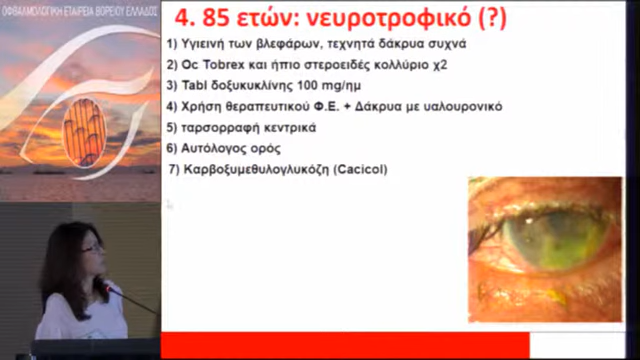 ΟΦΘΑΛΜΟΛΟΓΙΚΗ ΕΤΑΙΡΕΙΑ ΒΟΡΕΙΟΥ ΕΛΛΑΔΟΣ
4. 85 ετών: νευροτροφικό (?)
1) Υγιεινή των βλεφάρων, τεχνητά δάκρυα συχνά
2) Oc Tobrex και ήπιο στεροειδές κολλύριο χ2
3) Tabl δοξυκυκλίνης 100 mg/ημ
4) Χρήση θεραπευτικού Φ.Ε. + Δάκρυα με υαλουρονικό
5) ταρσορραφή κεντρικά
6) Αυτόλογος ορός
7) Καρβοξυμεθυλογλυκόζη (Cacicol)